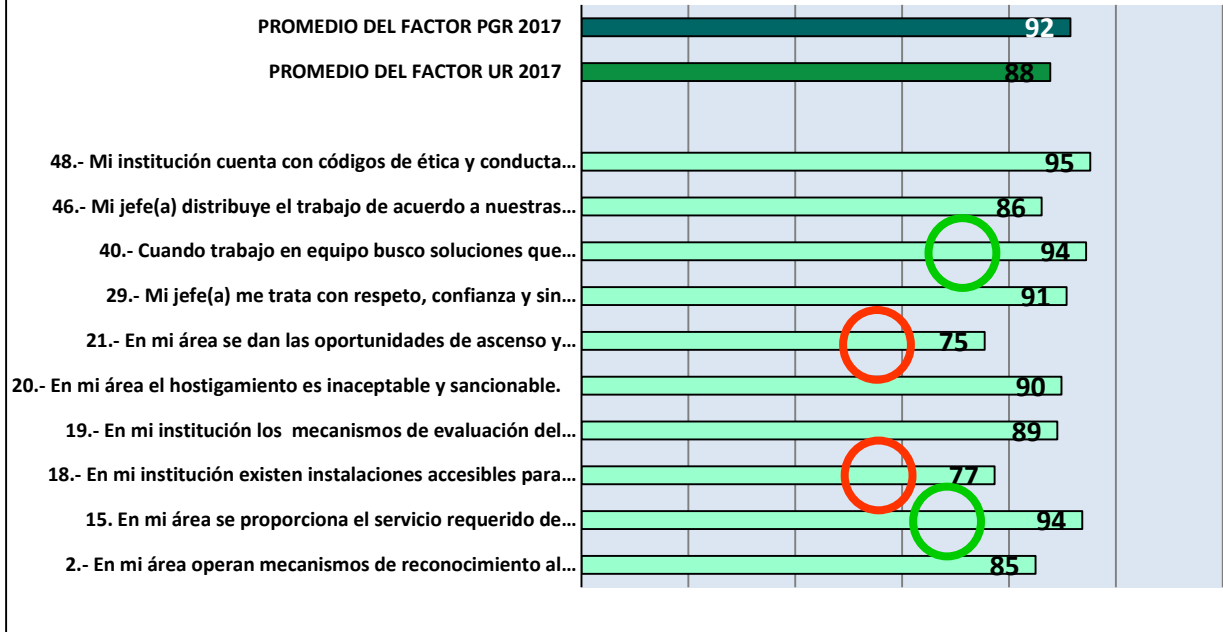 PROMEDIO DEL FACTOR PGR 2017 92
PROMEDIO DEL FACTOR UR 2017 88
48.- Mi institución cuenta con códigos de ética y conducta... 95
46.- Mi jefe(a) distribuye el trabajo de acuerdo a nuestras... 86
40.- Cuando trabajo en equipo busco soluciones que... 94
29.- Mi jefe(a) me trata con respeto, confianza y sin... 91
21.- En mi área se dan las oportunidades de ascenso y... 75
20.- En mi área el hostigamiento es inaceptable y sancionable. 90
19.- En mi institución los mecanismos de evaluación del... 89
18.- En mi institución existen instalaciones accesibles para... 77
15. En mi área se proporciona el servicio requerido de... 94
2.- En mi área operan mecanismos de reconocimiento al... 85